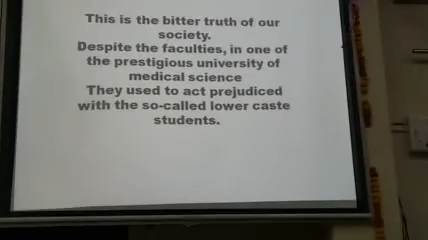 This is the bitter truth of our
society.
Despite the faculties, in one of
the prestigious university of
medical science
They used to act prejudiced
with the so-called lower caste
students.